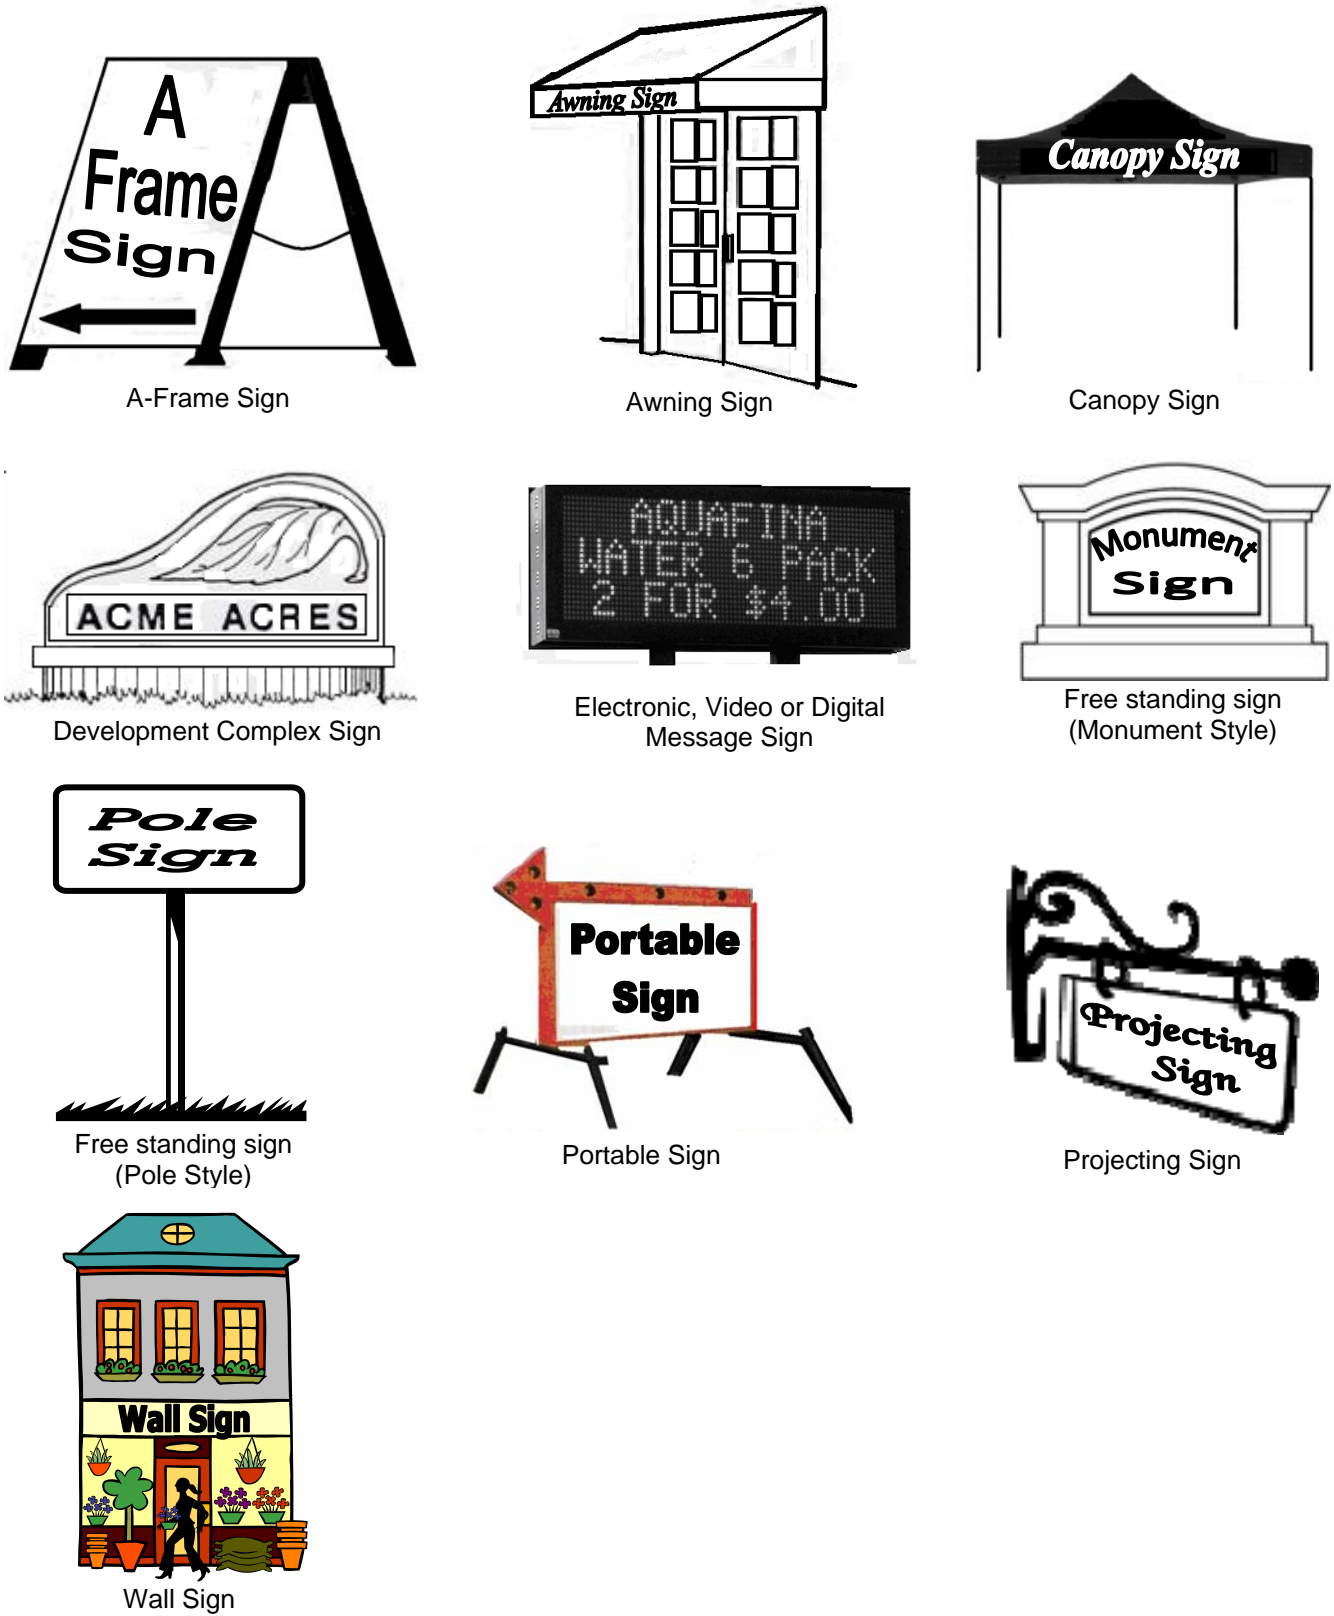 A
Frame
Sign
A-Frame Sign
Awning Sign
Awning Sign
Canopy Sign
Canopy Sign
ACME ACRES
Development Complex Sign
AQUAFINA
WATER 6 PACK
2 FOR $4.00
Electronic, Video or Digital
Message Sign
Monument
Sign
Free standing sign
(Monument Style)
Pole
Sign
Free standing sign
(Pole Style)
Portable
Sign
Portable Sign
Projecting
Sign
Projecting Sign
Wall Sign
Wall Sign